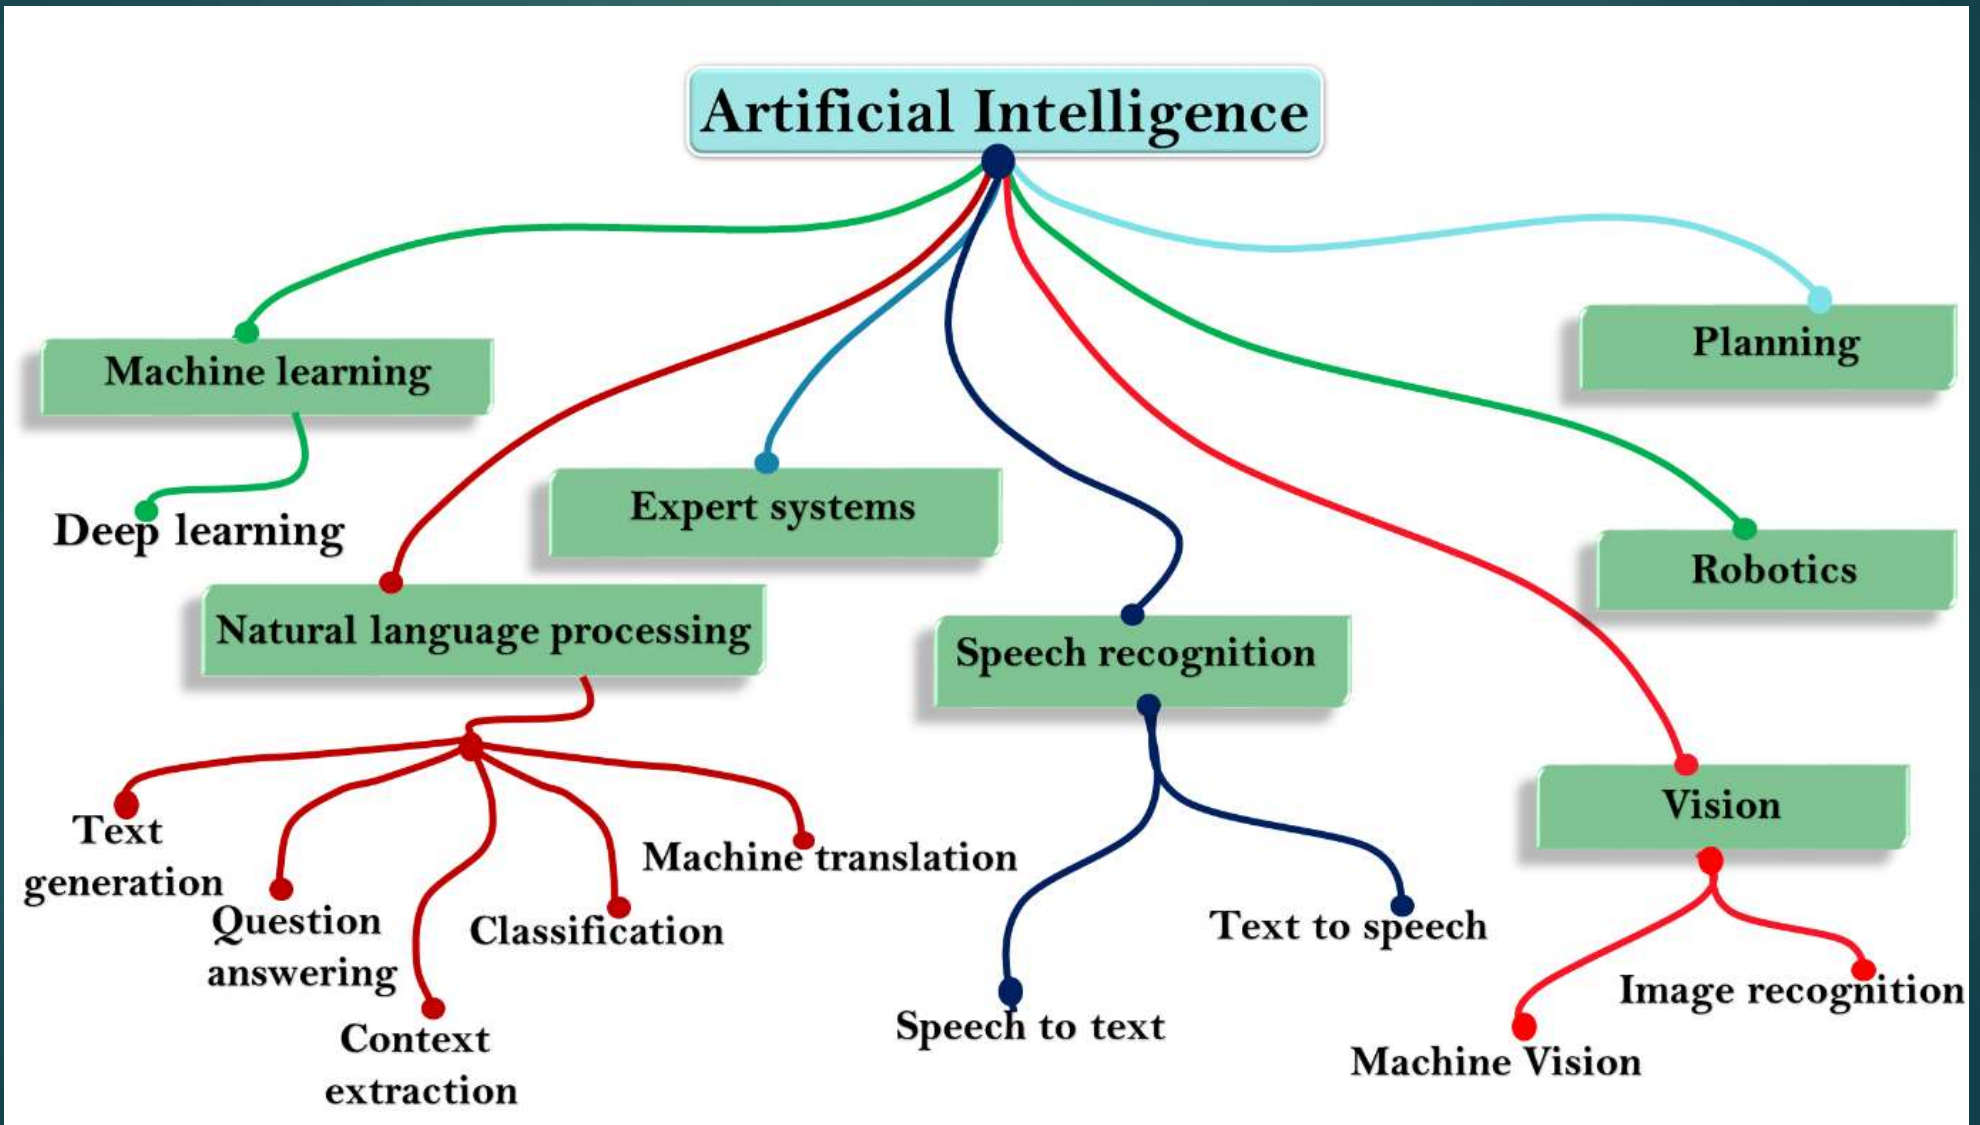 Artificial Intelligence
Planning
Machine learning
Expert systems
Deep learning
Robotics
Natural language processing
Speech recognition
Vision
Text
generation
Machine translation
Question
answering
Classification
Text to speech
Image recognition
Context
extraction
Speech to text
Machine Vision